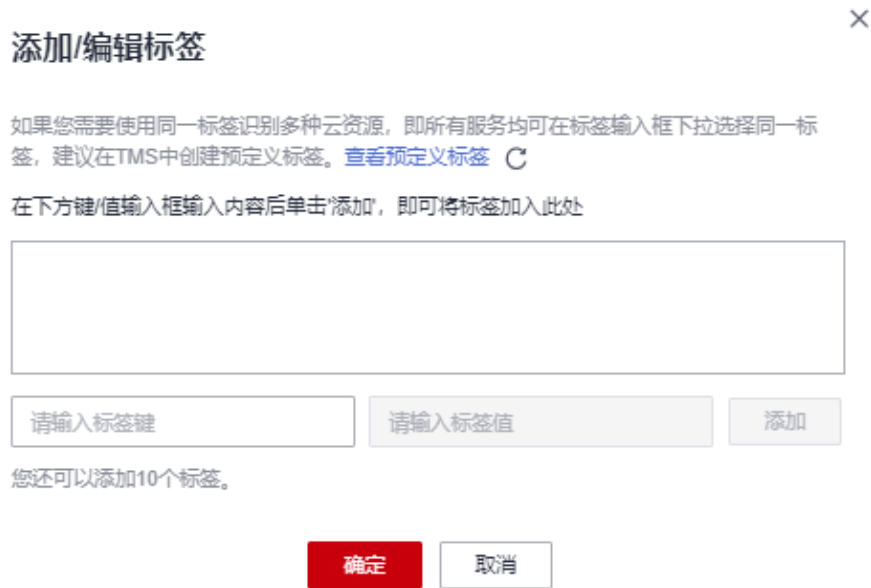 添加/编辑标签
如果您需要使用同一标签识别多种云资源，即所有服务均可在标签输入框下拉选择同一标
签，建议在TMS中创建预定义标签。查看预定义标签
在下方键/值输入框输入内容后单击'添加'，即可将标签加入此处
请输入标签键 请输入标签值 添加
您还可以添加10个标签。
确定 取消